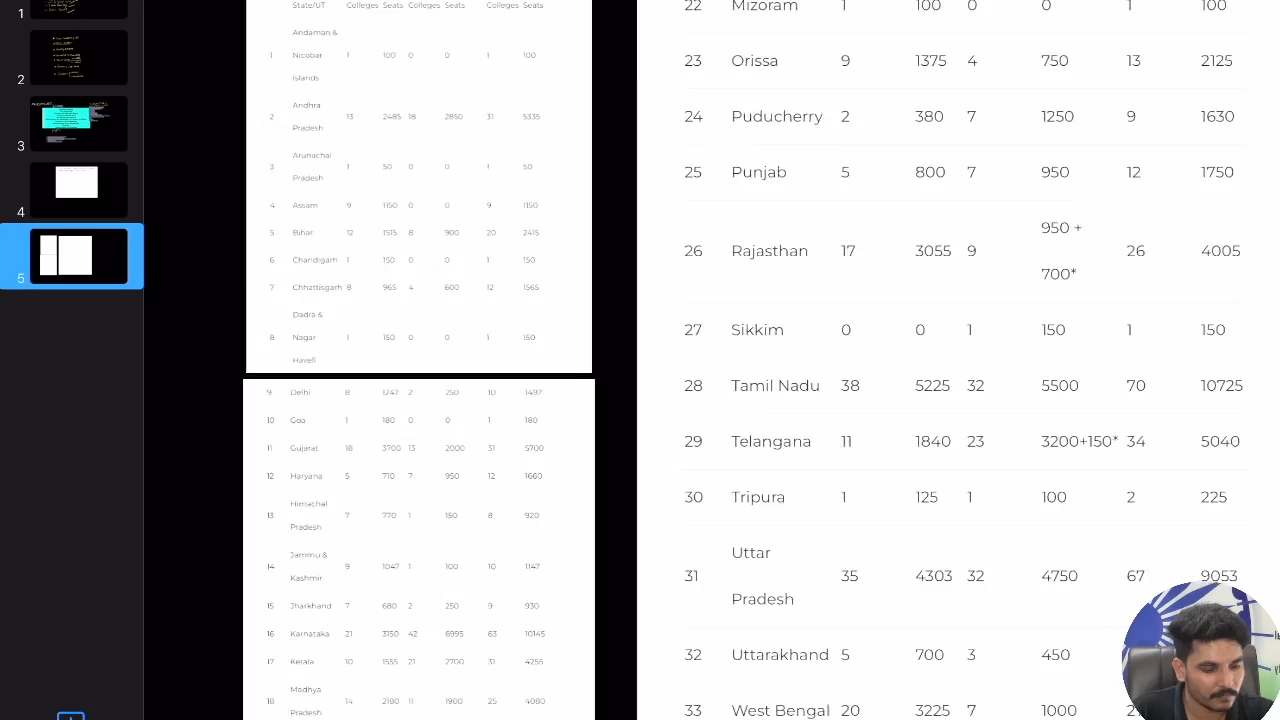 1
2
3
4
5
State/UT Colleges Seats Colleges Seats Colleges Seats
Andaman &
1 Nicobar 1 100 0 0 1 100
Islands
Andhra
2 13 2485 18 2850 31 5335
Pradesh
Arunachal
3 1 50 0 0 1 50
Pradesh
4 Assam 9 1150 0 0 9 1150
5 Bihar 12 1515 8 900 20 2415
6 Chandigarh 1 150 0 0 1 150
7 Chhattisgarh 8 965 4 600 12 1565
Dadra &
8 Nagar 1 150 0 0 1 150
Haveli
9 Delhi 8 1247 2 250 10 1497
10 Goa 1 180 0 0 1 180
11 Gujarat 18 3700 13 2000 31 5700
12 Haryana 5 710 7 950 12 1660
Himachal
13 7 770 1 150 8 920
Pradesh
Jammu &
14 9 1047 1 100 10 1147
Kashmir
15 Jharkhand 7 680 2 250 9 930
16 Karnataka 21 3150 42 6995 63 10145
17 Kerala 10 1555 21 2700 31 4255
Madhya
18 14 2180 11 1900 25 4080
Pradesh
22 Mizoram 1 100 0 0 1 100
23 Orissa 9 1375 4 750 13 2125
24 Puducherry 2 380 7 1250 9 1630
25 Punjab 5 800 7 950 12 1750
950 +
26 Rajasthan 17 3055 9 26 4005
700*
27 Sikkim 0 0 1 150 1 150
28 Tamil Nadu 38 5225 32 5500 70 10725
29 Telangana 11 1840 23 3200+150* 34 5040
30 Tripura 1 125 1 100 2 225
Uttar
31 35 4303 32 4750 67 9053
Pradesh
32 Uttarakhand 5 700 3 450
33 West Bengal 20 3225 7 1000